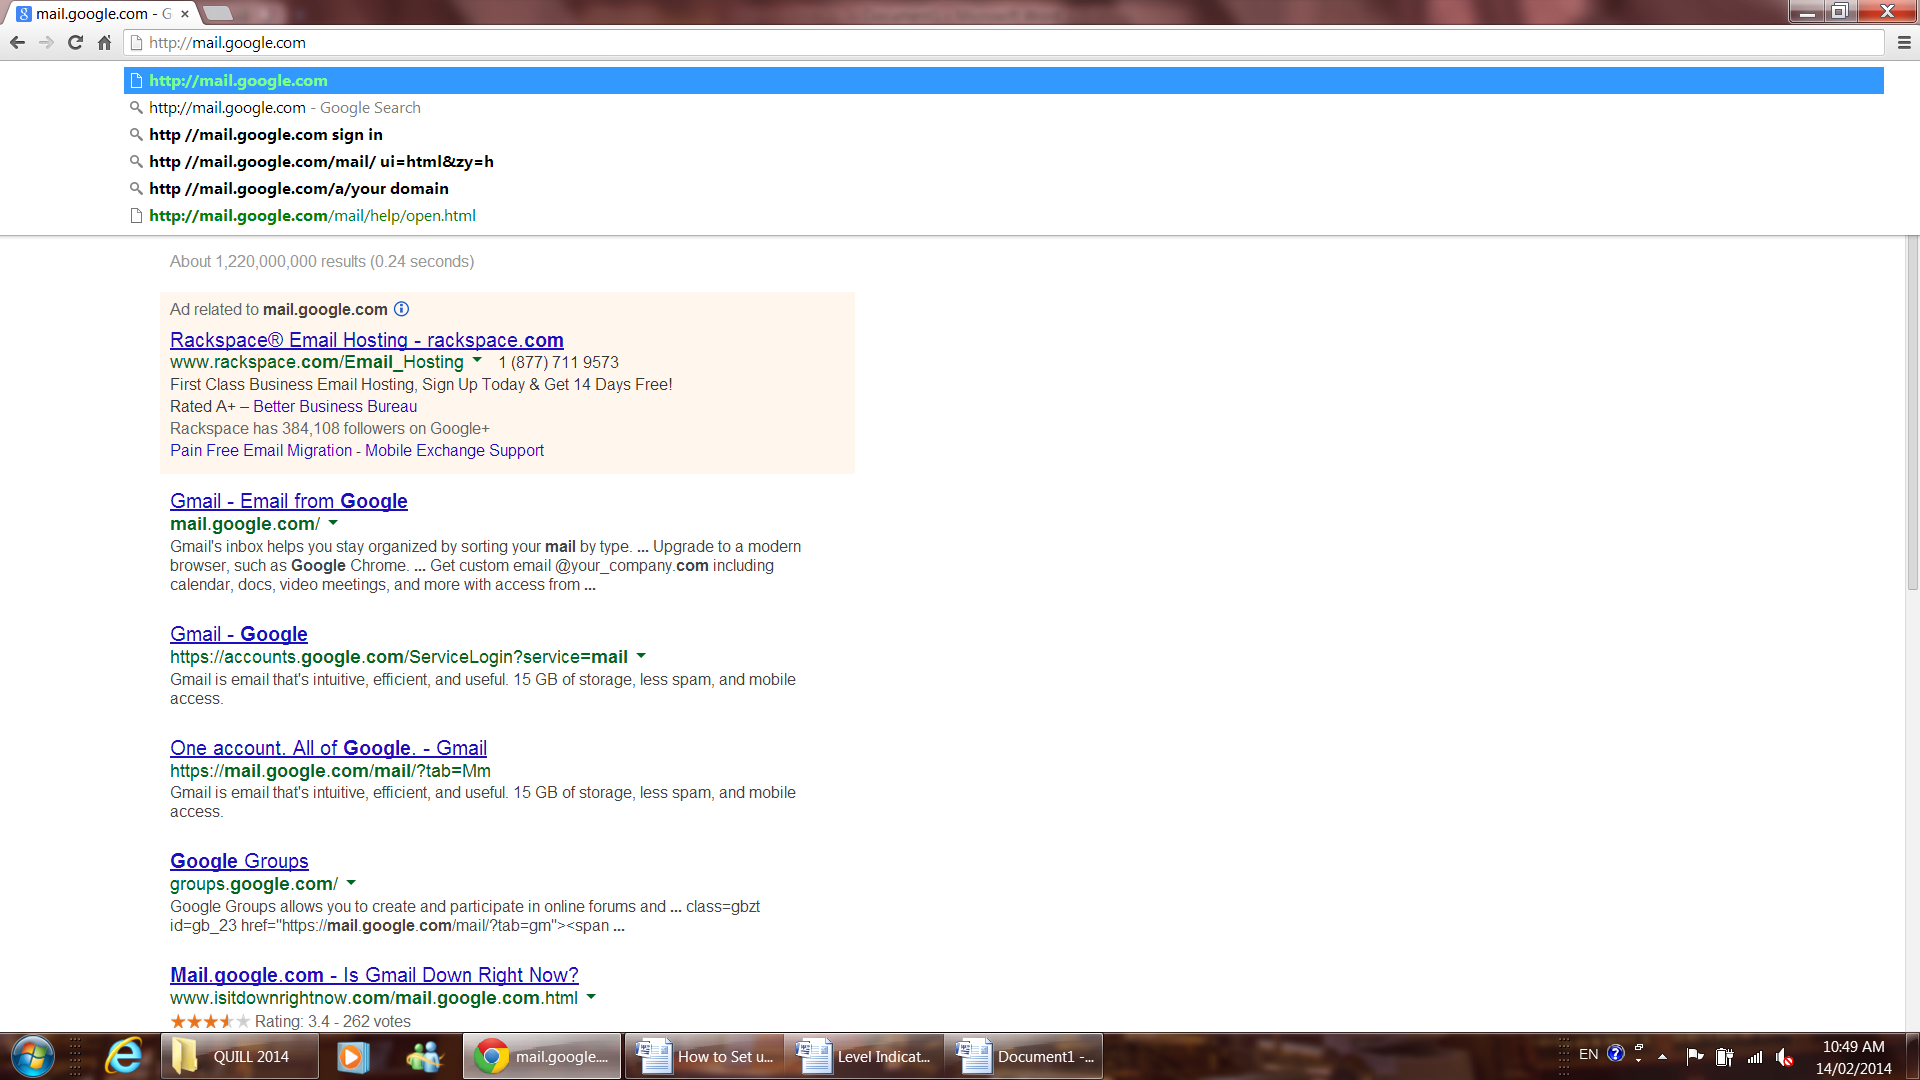 mail.google.com - G
http://mail.google.com
http://mail.google.com
http://mail.google.com - Google Search
http //mail.google.com sign in
http //mail.google.com/mail/ ui=html&zy=h
http //mail.google.com/a/your domain
http://mail.google.com/mail/help/open.html
About 1,220,000,000 results (0.24 seconds)
Ad related to mail.google.com
Rackspace® Email Hosting - rackspace.com
www.rackspace.com/Email_Hosting 1 (877) 711 9573
First Class Business Email Hosting, Sign Up Today & Get 14 Days Free!
Rated A+ – Better Business Bureau
Rackspace has 384,108 followers on Google+
Pain Free Email Migration - Mobile Exchange Support
Gmail - Email from Google
mail.google.com/
Gmail's inbox helps you stay organized by sorting your mail by type. ... Upgrade to a modern
browser, such as Google Chrome. ... Get custom email @your_company.com including
calendar, docs, video meetings, and more with access from ...
Gmail - Google
https://accounts.google.com/ServiceLogin?service=mail
Gmail is email that's intuitive, efficient, and useful. 15 GB of storage, less spam, and mobile
access.
One account. All of Google. - Gmail
https://mail.google.com/mail/?tab=Mm
Gmail is email that's intuitive, efficient, and useful. 15 GB of storage, less spam, and mobile
access.
Google Groups
groups.google.com/
Google Groups allows you to create and participate in online forums and ... class=gbzt
id=gb_23 href="https://mail.google.com/mail/?tab=gm"><span ...
Mail.google.com - Is Gmail Down Right Now?
www.isitdownrightnow.com/mail.google.com.html
Rating: 3.4 - 262 votes
QUILL 2014
mail.google....
How to Set u...
Level Indicat...
Document1 -...
EN
10:49 AM
14/02/2014